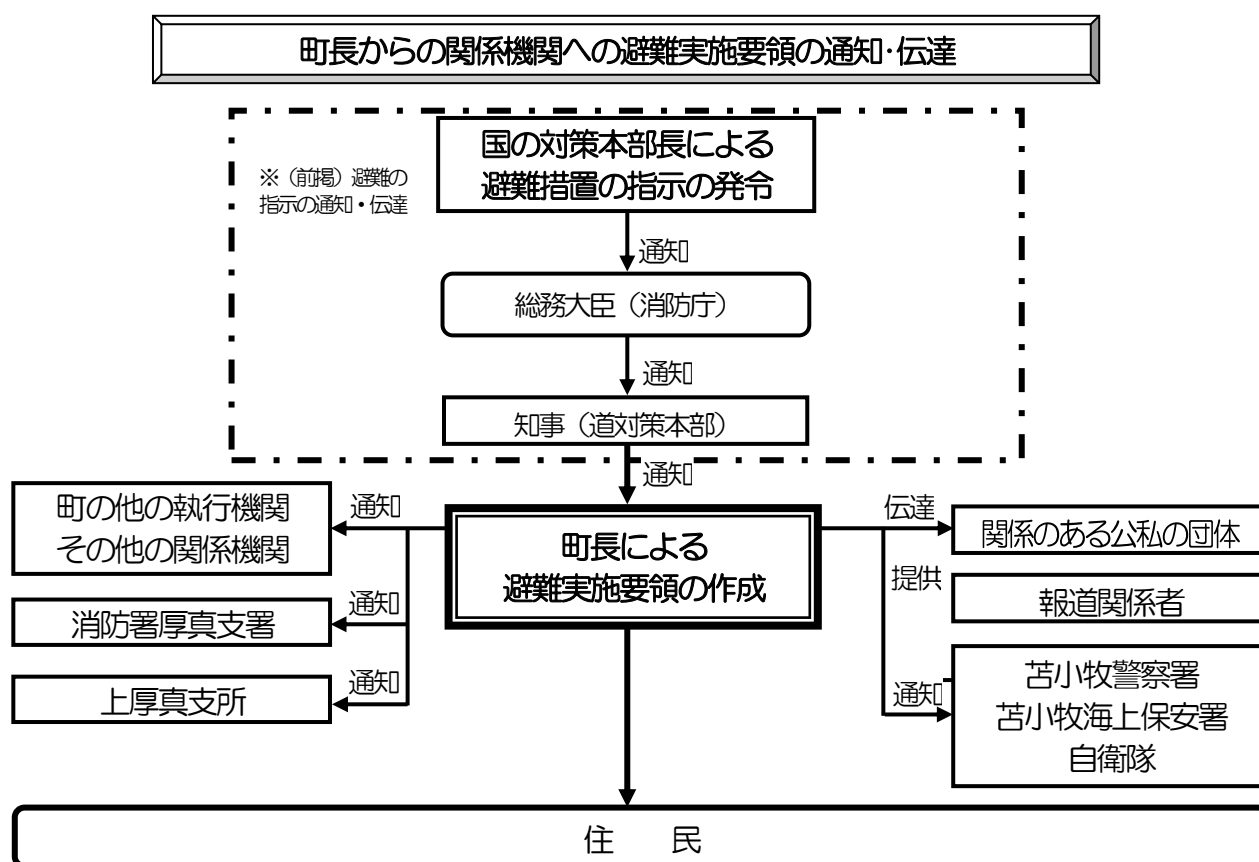 町長からの関係機関への避難実施要領の通知・伝達
国の対策本部長による
避難措置の指示の発令
※（前掲）避難の
指示の通知・伝達
通知
総務大臣（消防庁）
通知
知事（道対策本部）
通知
町の他の執行機関
その他の関係機関
通知
町長による
避難実施要領の作成
伝達
関係のある公私の団体
提供
報道関係者
消防署厚真支署
通知
上厚真支所
通知
通知
苫小牧警察署
苫小牧海上保安署
自衛隊
住　民